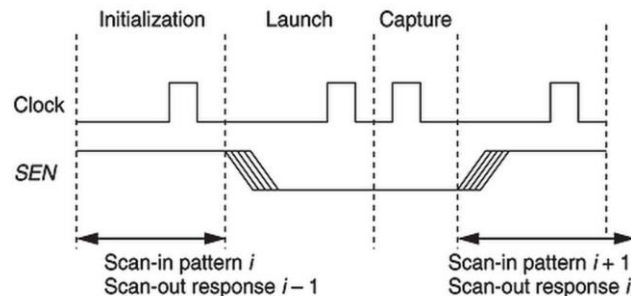 Initialization Launch Capture
Clock
SEN
Scan-in pattern i
Scan-out response i – 1
Scan-in pattern i + 1
Scan-out response i